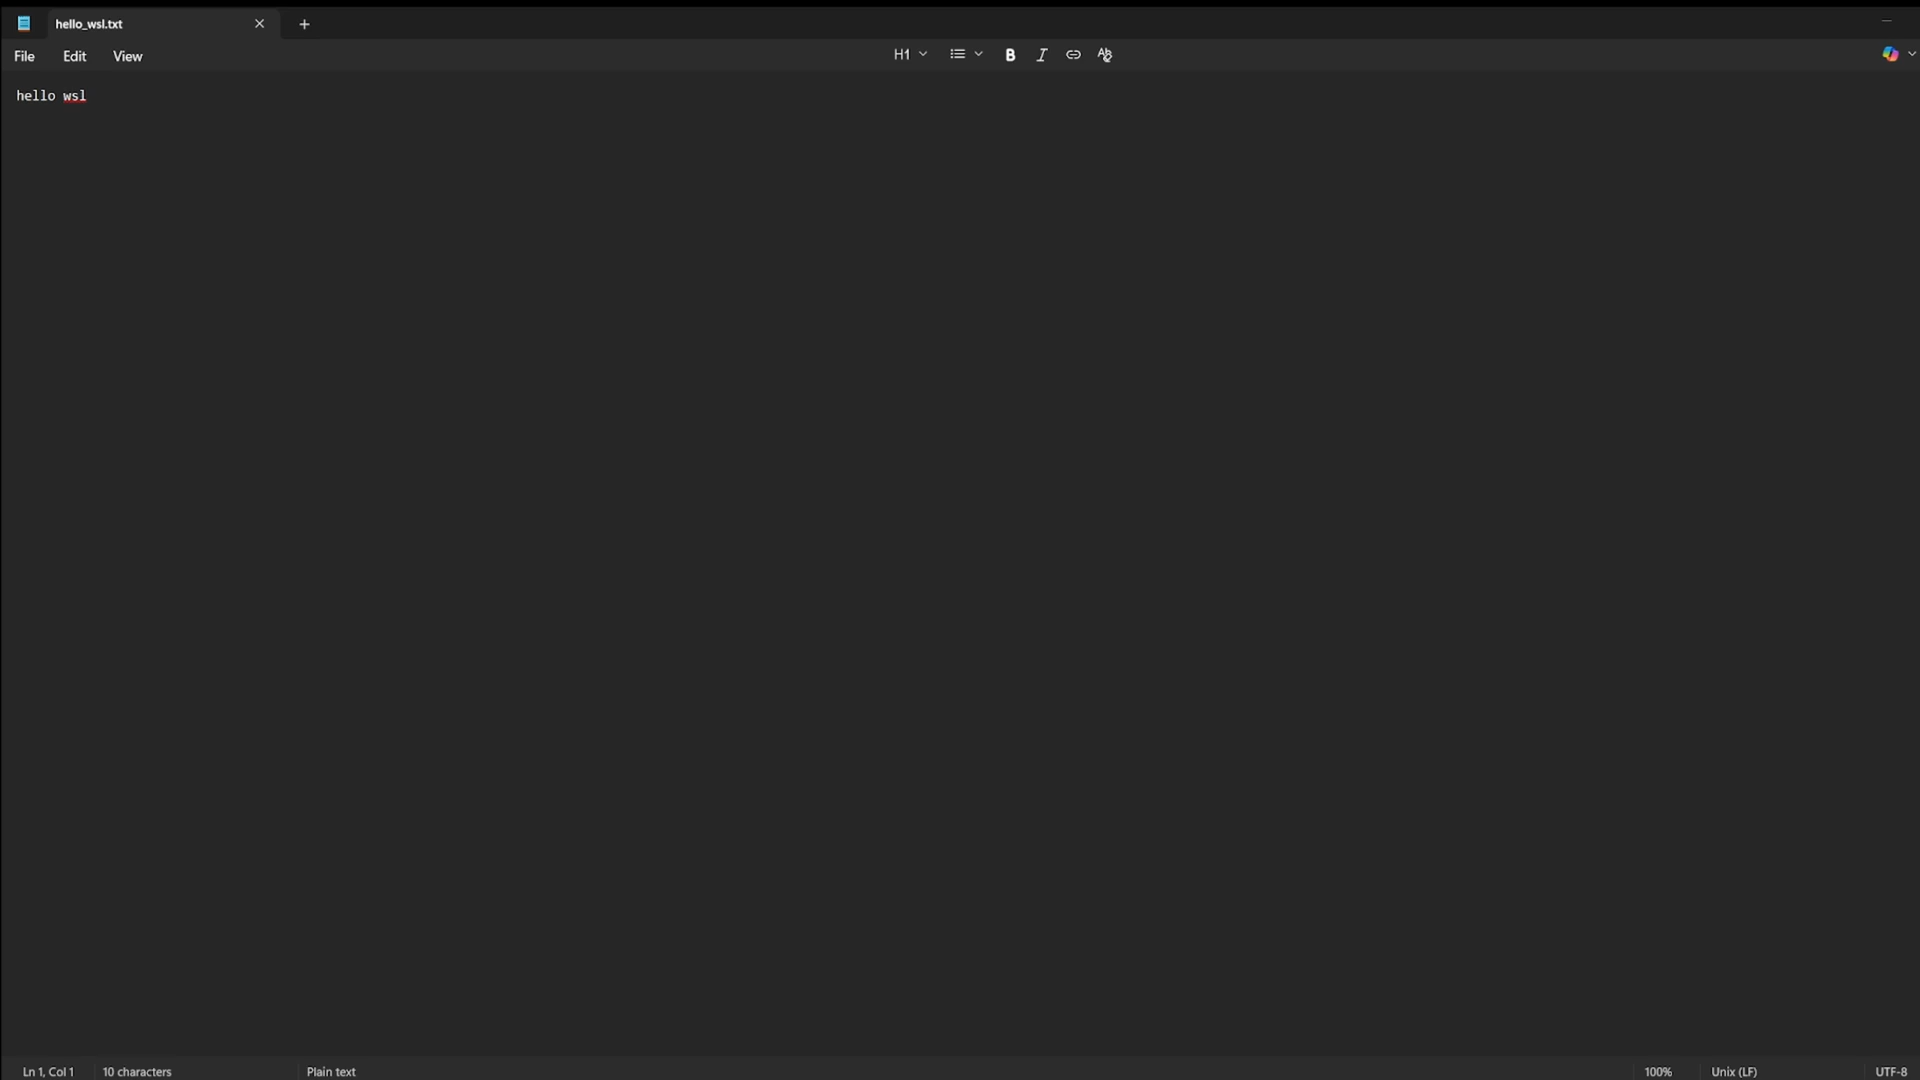 hello_wsl.txt
File Edit View H1 B I
hello wsl
Ln 1, Col 1 10 characters Plain text 100% Unix (LF) UTF-8